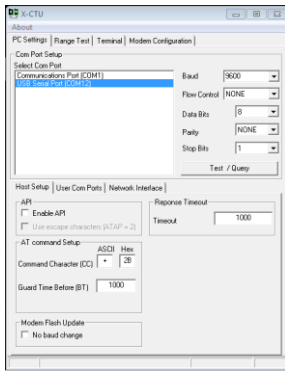 X-CTU
About
PC Settings Range Test Terminal Modem Configuration
Com Port Setup
Select Com Port
Communications Port (COM1)
USB Serial Port (COM12)
Baud 9600
Flow Control NONE
Data Bits 8
Parity NONE
Stop Bits 1
Test / Query
Host Setup User Com Ports Network Interface
API
Enable API
Use escape characters (ATAP = 2)
Reponse Timeout
Timeout 1000
AT command Setup
ASCII Hex
Command Character (CC) + 2B
Guard Time Before (BT) 1000
Modem Flash Update
No baud change